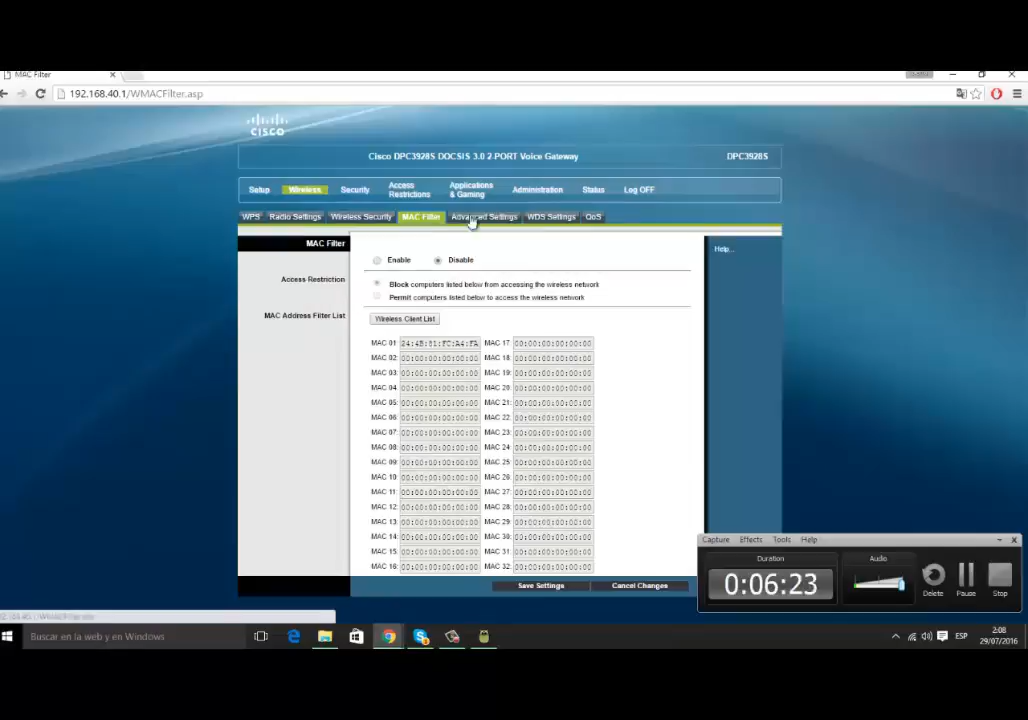 MAC Filter
192.168.40.1/WMACFilter.asp
CISCO
Cisco DPC3928S DOCSIS 3.0 2-PORT Voice Gateway DPC3928S
Setup Wireless Security Access Restrictions Applications & Gaming Administration Status Log OFF
WPS Radio Settings Wireless Security MAC Filter Advanced Settings WDS Settings QoS
MAC Filter
Help...
Enable Disable
Access Restriction
Block computers listed below from accessing the wireless network
Permit computers listed below to access the wireless network
MAC Address Filter List
Wireless Client List
MAC 01: 24:4B:81:FC:A4:FA MAC 17: 00:00:00:00:00:00
MAC 02: 00:00:00:00:00:00 MAC 18: 00:00:00:00:00:00
MAC 03: 00:00:00:00:00:00 MAC 19: 00:00:00:00:00:00
MAC 04: 00:00:00:00:00:00 MAC 20: 00:00:00:00:00:00
MAC 05: 00:00:00:00:00:00 MAC 21: 00:00:00:00:00:00
MAC 06: 00:00:00:00:00:00 MAC 22: 00:00:00:00:00:00
MAC 07: 00:00:00:00:00:00 MAC 23: 00:00:00:00:00:00
MAC 08: 00:00:00:00:00:00 MAC 24: 00:00:00:00:00:00
MAC 09: 00:00:00:00:00:00 MAC 25: 00:00:00:00:00:00
MAC 10: 00:00:00:00:00:00 MAC 26: 00:00:00:00:00:00
MAC 11: 00:00:00:00:00:00 MAC 27: 00:00:00:00:00:00
MAC 12: 00:00:00:00:00:00 MAC 28: 00:00:00:00:00:00
MAC 13: 00:00:00:00:00:00 MAC 29: 00:00:00:00:00:00
MAC 14: 00:00:00:00:00:00 MAC 30: 00:00:00:00:00:00
MAC 15: 00:00:00:00:00:00 MAC 31: 00:00:00:00:00:00
MAC 16: 00:00:00:00:00:00 MAC 32: 00:00:00:00:00:00
Save Settings Cancel Changes
Capture Effects Tools Help
Duration Audio
0:06:23
Delete Pause Stop
Buscar en la web y en Windows
ESP
2:08
29/07/2016